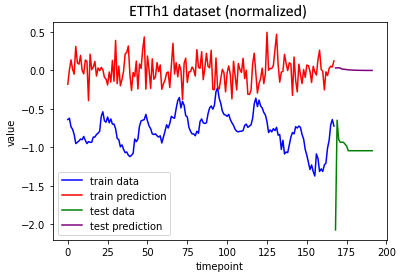 ETTh1 dataset (normalized)
0.5
0.0
−0.5
−1.0
−1.5
−2.0
value
train data
train prediction
test data
test prediction
0 25 50 75 100 125 150 175 200
timepoint